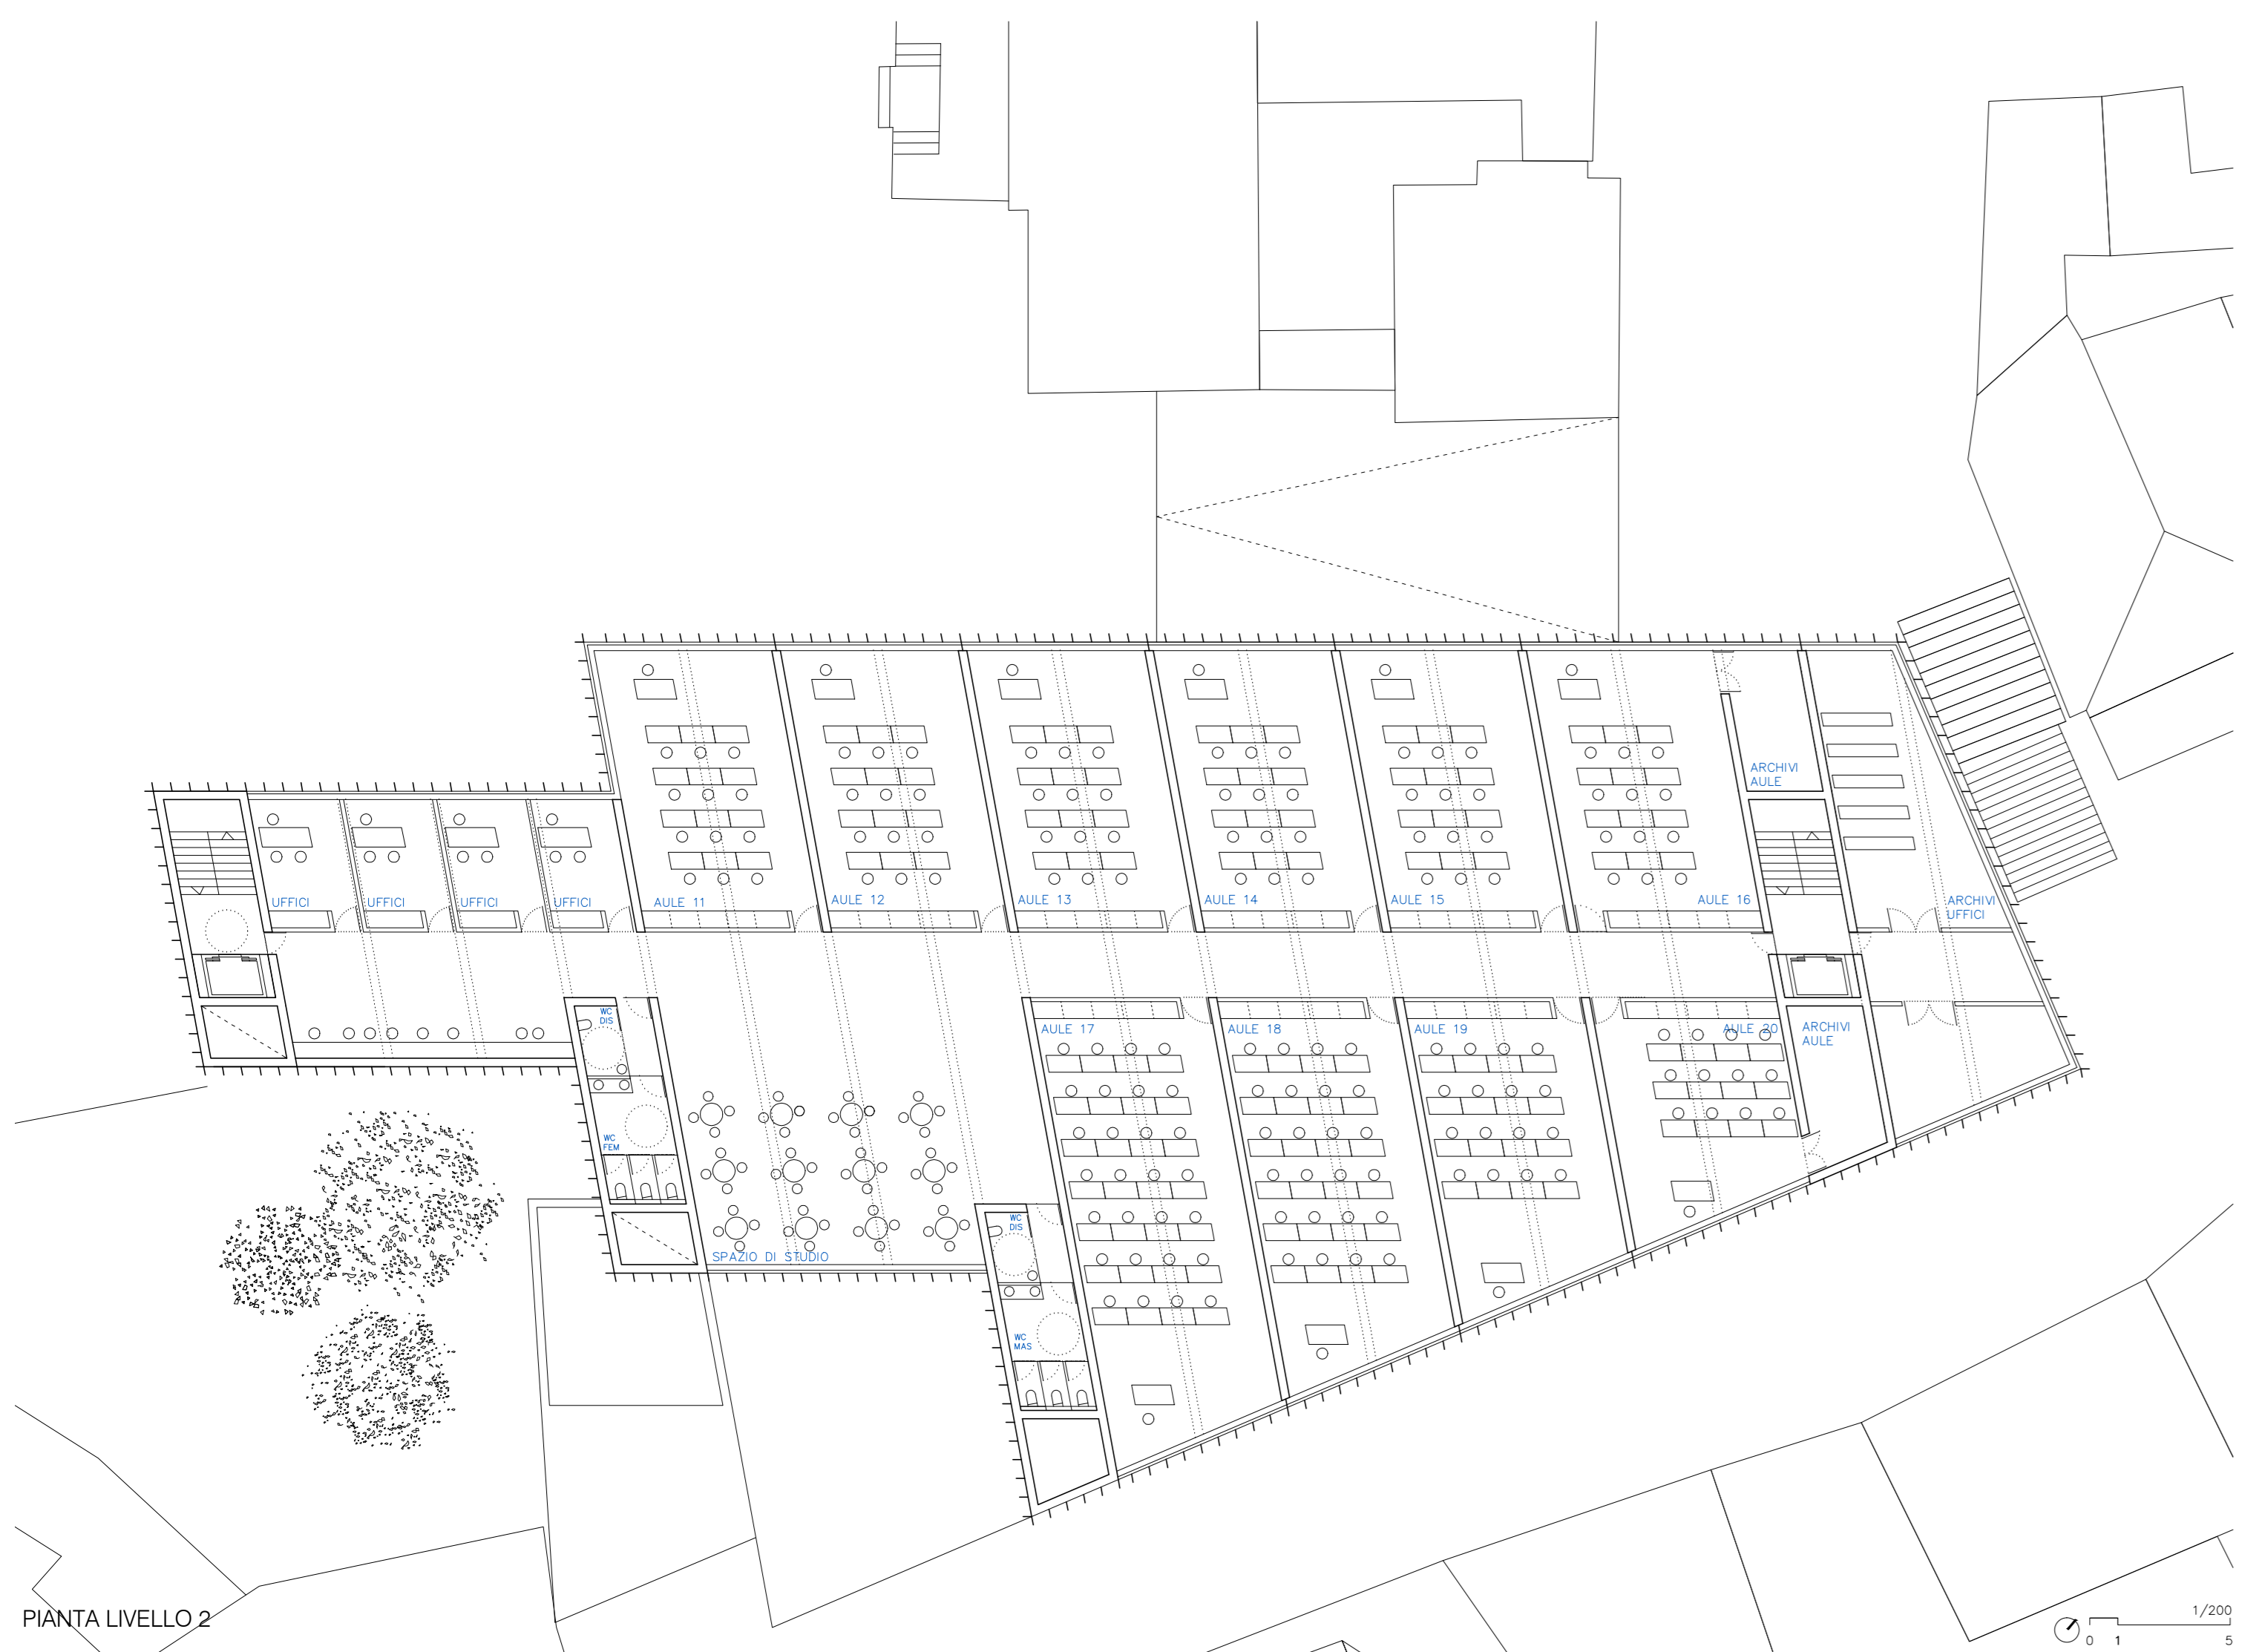 ARCHIVI
AULE
UFFICI
UFFICI
UFFICI
UFFICI
AULE 11
AULE 12
AULE 13
AULE 14
AULE 15
AULE 16
ARCHIVI
UFFICI
WC
DIS
AULE 17
AULE 18
AULE 19
AULE 20
ARCHIVI
AULE
WC
FEM
WC
DIS
SPAZIO DI STUDIO
WC
MAS
PIANTA LIVELLO 2
1/200
0 1 5